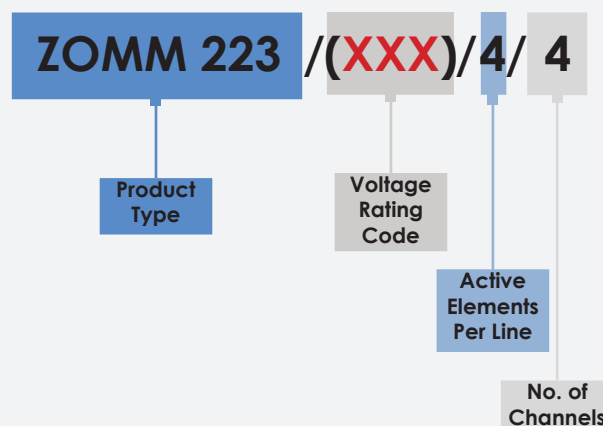 ZOMM 223/(XXX)/4/4
Product
Type
Voltage
Rating
Code
Active
Elements
Per Line
No. of
Channels